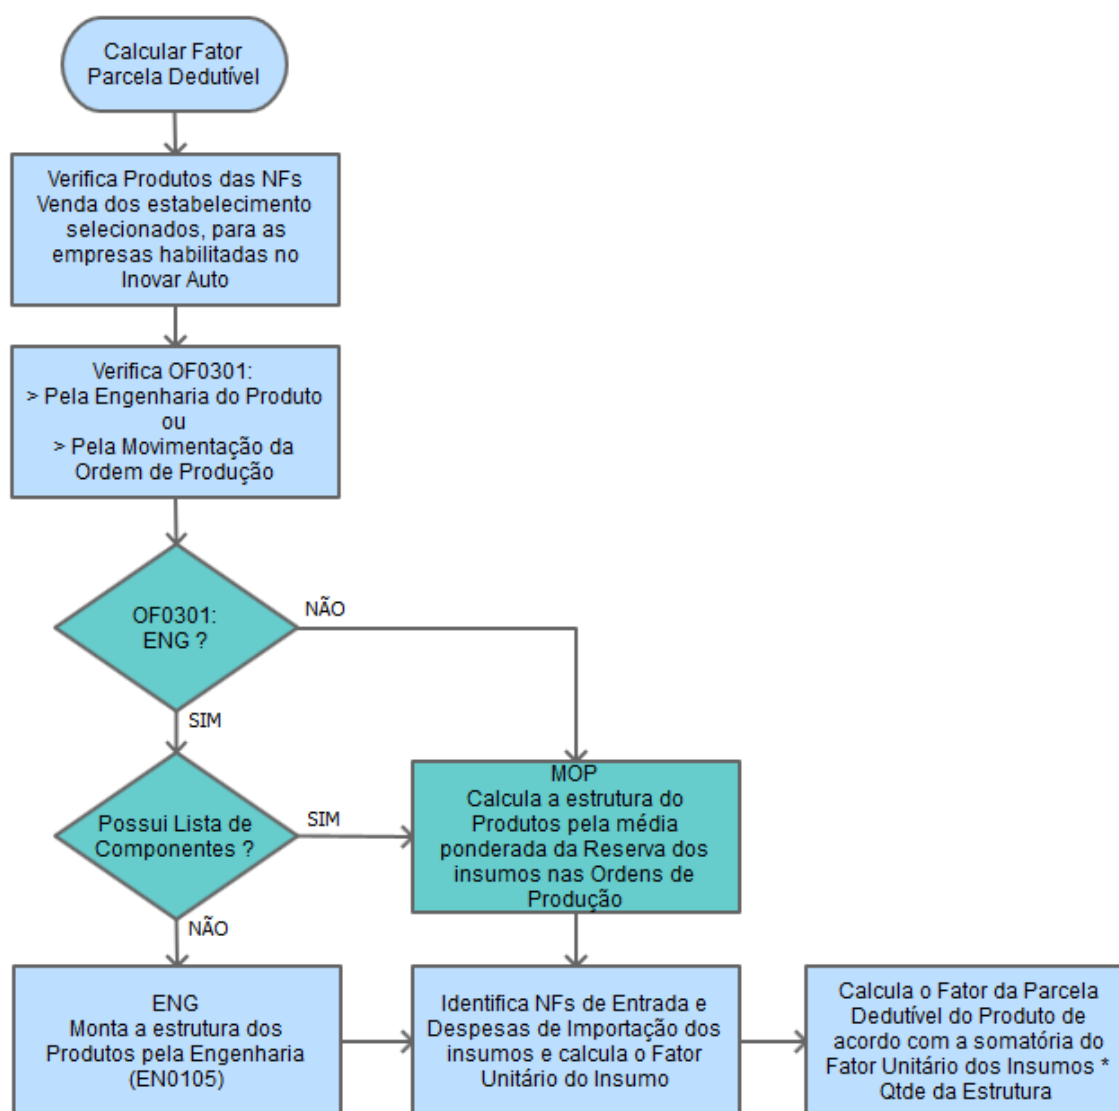 Calcular Fator
Parcela Dedutível
Verifica Produtos das NFs
Venda dos estabelecimento
selecionados, para as
empresas habilitadas no
Inovar Auto
Verifica OF0301:
> Pela Engenharia do Produto
ou
> Pela Movimentação da
Ordem de Produção
OF0301:
ENG ?
NÃO
SIM
Possui Lista de
Componentes ?
SIM
NÃO
MOP
Calcula a estrutura do
Produtos pela média
ponderada da Reserva dos
insumos nas Ordens de
Produção
ENG
Monta a estrutura dos
Produtos pela Engenharia
(EN0105)
Identifica NFs de Entrada e
Despesas de Importação dos
insumos e calcula o Fator
Unitário do Insumo
Calcula o Fator da Parcela
Dedutível do Produto de
acordo com a somatória do
Fator Unitário dos Insumos *
Qtde da Estrutura